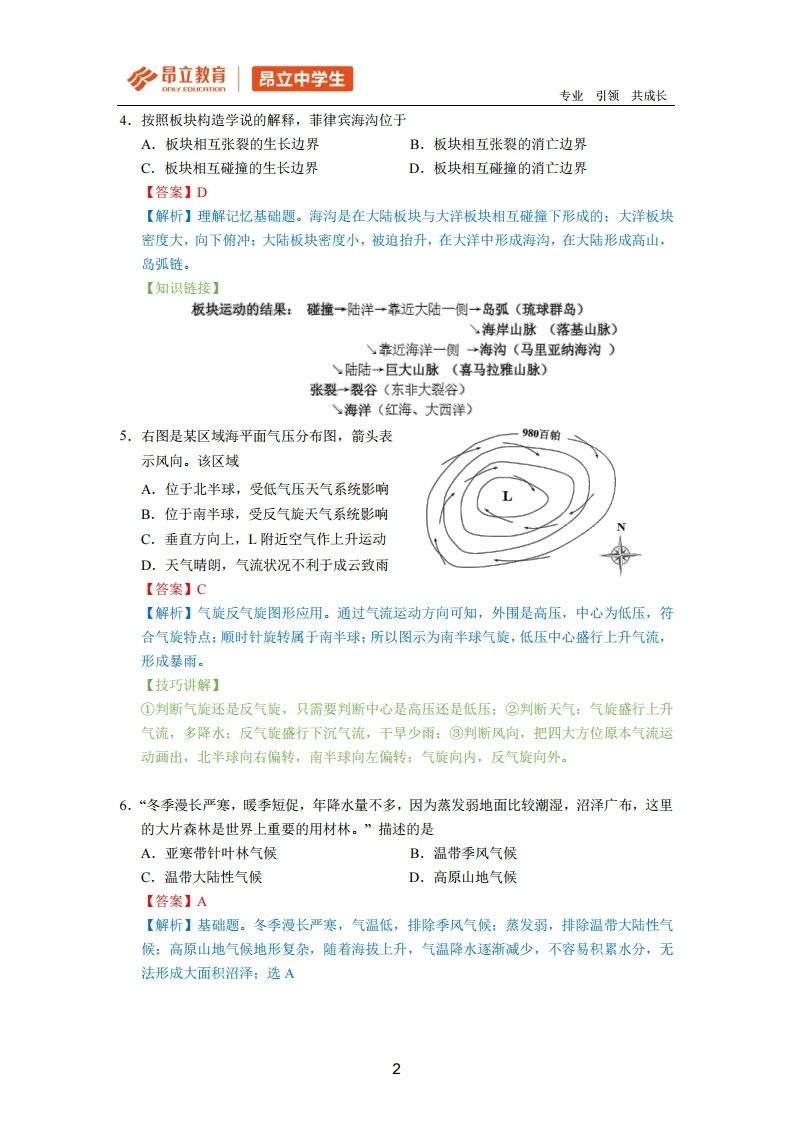 昂立教育 ONLY EDUCATION 昂立中学生
专业 引领 共成长
4．按照板块构造学说的解释，菲律宾海沟位于
A．板块相互张裂的生长边界 B．板块相互张裂的消亡边界
C．板块相互碰撞的生长边界 D．板块相互碰撞的消亡边界
【答案】D
【解析】理解记忆基础题。海沟是在大陆板块与大洋板块相互碰撞下形成的；大洋板块
密度大，向下俯冲；大陆板块密度小，被迫抬升，在大洋中形成海沟，在大陆形成高山，
岛弧链。
【知识链接】
板块运动的结果： 碰撞→陆洋→靠近大陆一侧→岛弧（琉球群岛）
↘海岸山脉 （落基山脉）
↘靠近海洋一侧 →海沟（马里亚纳海沟 ）
↘陆陆→巨大山脉 （喜马拉雅山脉）
张裂→裂谷（东非大裂谷）
↘海洋（红海、大西洋）
5．右图是某区域海平面气压分布图，箭头表
示风向。该区域
A．位于北半球，受低气压天气系统影响
B．位于南半球，受反气旋天气系统影响
C．垂直方向上，L 附近空气作上升运动
D．天气晴朗，气流状况不利于成云致雨
980百帕
L
N
【答案】C
【解析】气旋反气旋图形应用。通过气流运动方向可知，外围是高压，中心为低压，符
合气旋特点；顺时针旋转属于南半球；所以图示为南半球气旋，低压中心盛行上升气流，
形成暴雨。
【技巧讲解】
①判断气旋还是反气旋，只需要判断中心是高压还是低压；②判断天气：气旋盛行上升
气流，多降水；反气旋盛行下沉气流，干旱少雨；③判断风向，把四大方位原本气流运
动画出，北半球向右偏转，南半球向左偏转；气旋向内，反气旋向外。
6．“冬季漫长严寒，暖季短促，年降水量不多，因为蒸发弱地面比较潮湿，沼泽广布，这里
的大片森林是世界上重要的用材林。” 描述的是
A．亚寒带针叶林气候 B．温带季风气候
C．温带大陆性气候 D．高原山地气候
【答案】A
【解析】基础题。冬季漫长严寒，气温低，排除季风气候；蒸发弱，排除温带大陆性气
候；高原山地气候地形复杂，随着海拔上升，气温降水逐渐减少，不容易积累水分，无
法形成大面积沼泽；选 A
2